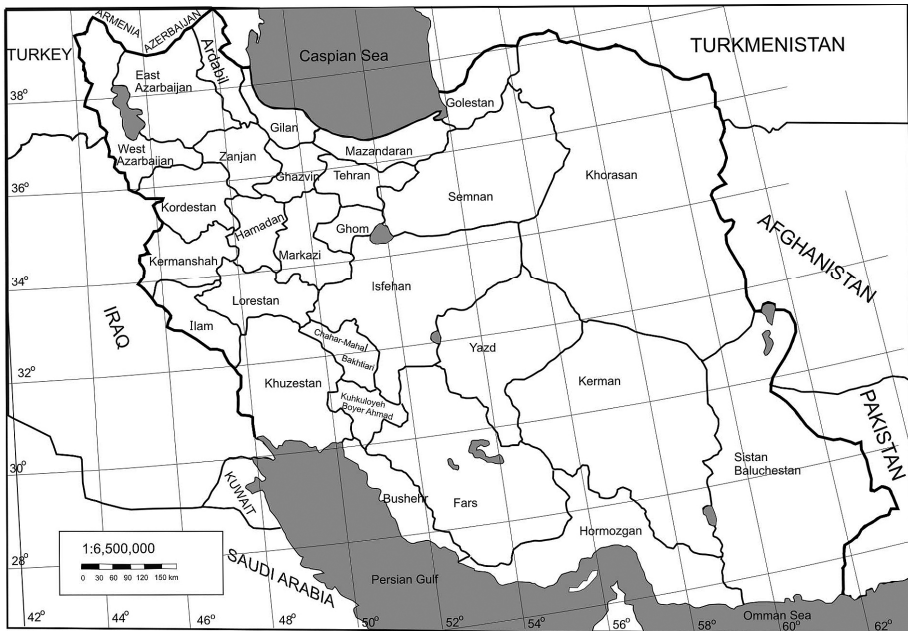 ARMENIA
AZERBAIJAN
TURKEY
Caspian Sea
TURKMENISTAN
Ardabil
East
Azarbaijan
38°
Golestan
Gilan
West
Azarbaijan
Zanjan
Mazandaran
Ghazvin
Tehran
Khorasan
36°
Semnan
Kordestan
Hamadan
Ghom
Markazi
Kermanshah
AFGHANISTAN
34°
Isfehan
Lorestan
IRAQ
Ilam
Chahar-Mahal
Bakhtiari
Yazd
32°
Khuzestan
Kerman
Kuhkuloyeh
Boyer Ahmad
PAKISTAN
Sistan
Baluchestan
30°
KUWAIT
Bushehr
Fars
Hormozgan
1:6,500,000
0 30 60 90 120 150 km
28°
SAUDI ARABIA
Persian Gulf
Omman Sea
42° 44° 46° 48° 50° 52° 54° 56° 58° 60° 62°